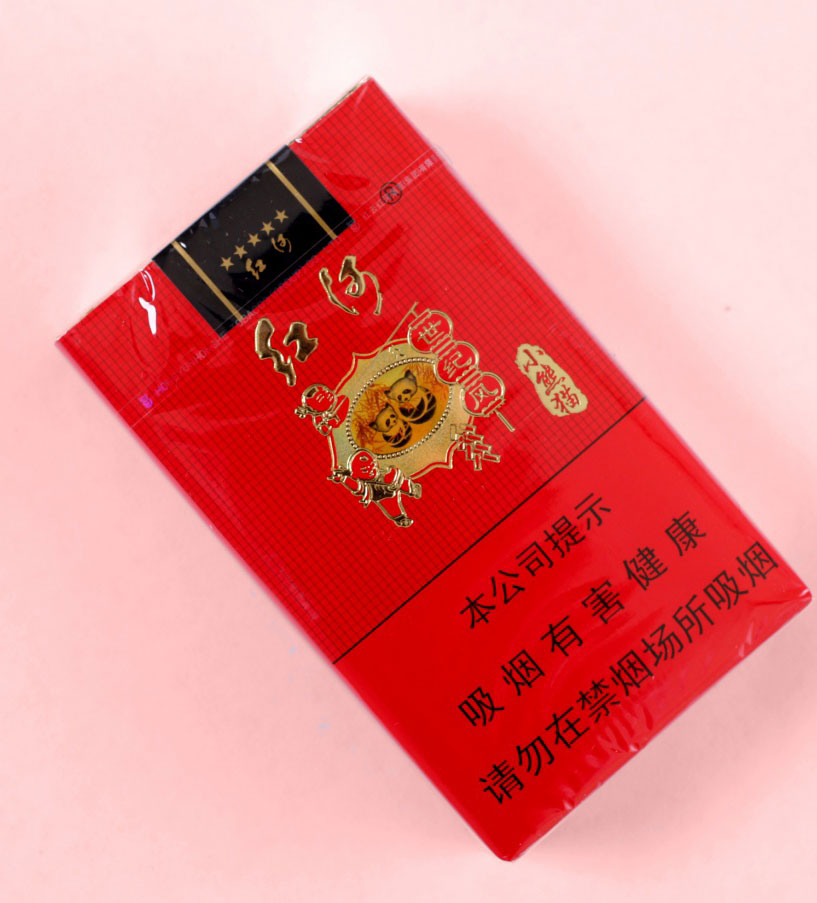 ★★★★★
红河
红河
世纪风
小熊猫
本公司提示
吸烟有害健康
请勿在禁烟场所吸烟